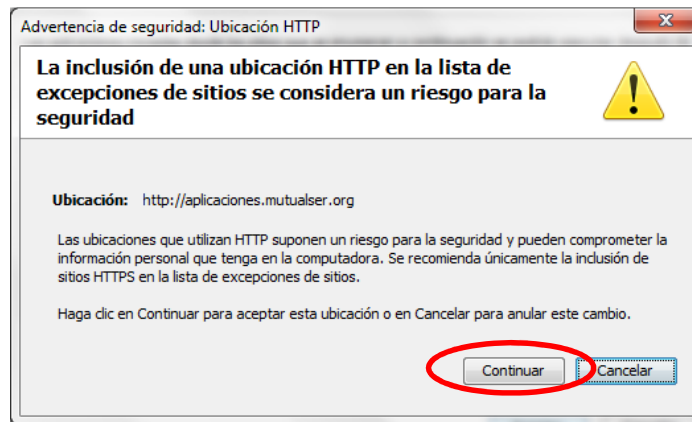 Advertencia de seguridad: Ubicación HTTP
La inclusión de una ubicación HTTP en la lista de
excepciones de sitios se considera un riesgo para la
seguridad
Ubicación: http://aplicaciones.mutualser.org
Las ubicaciones que utilizan HTTP suponen un riesgo para la seguridad y pueden comprometer la
información personal que tenga en la computadora. Se recomienda únicamente la inclusión de
sitios HTTPS en la lista de excepciones de sitios.
Haga clic en Continuar para aceptar esta ubicación o en Cancelar para anular este cambio.
Continuar Cancelar